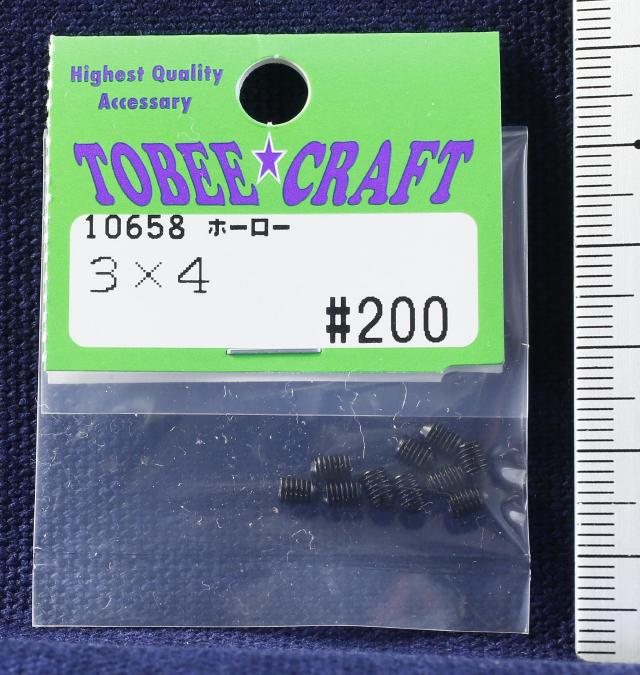 Highest Quality
Accessary
TOBEE★CRAFT
10658 ホーロー
3×4
#200